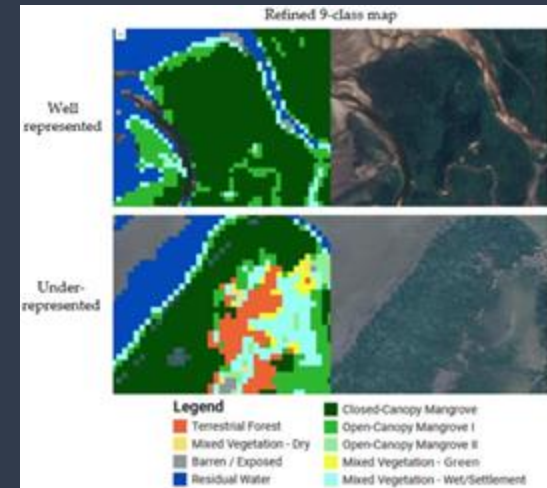 Refined 9-class map
Well
represented
Under-
represented
Legend
Terrestrial Forest
Mixed Vegetation - Dry
Barren / Exposed
Residual Water
Closed-Canopy Mangrove
Open-Canopy Mangrove I
Open-Canopy Mangrove II
Mixed Vegetation - Green
Mixed Vegetation - Wet/Settlement